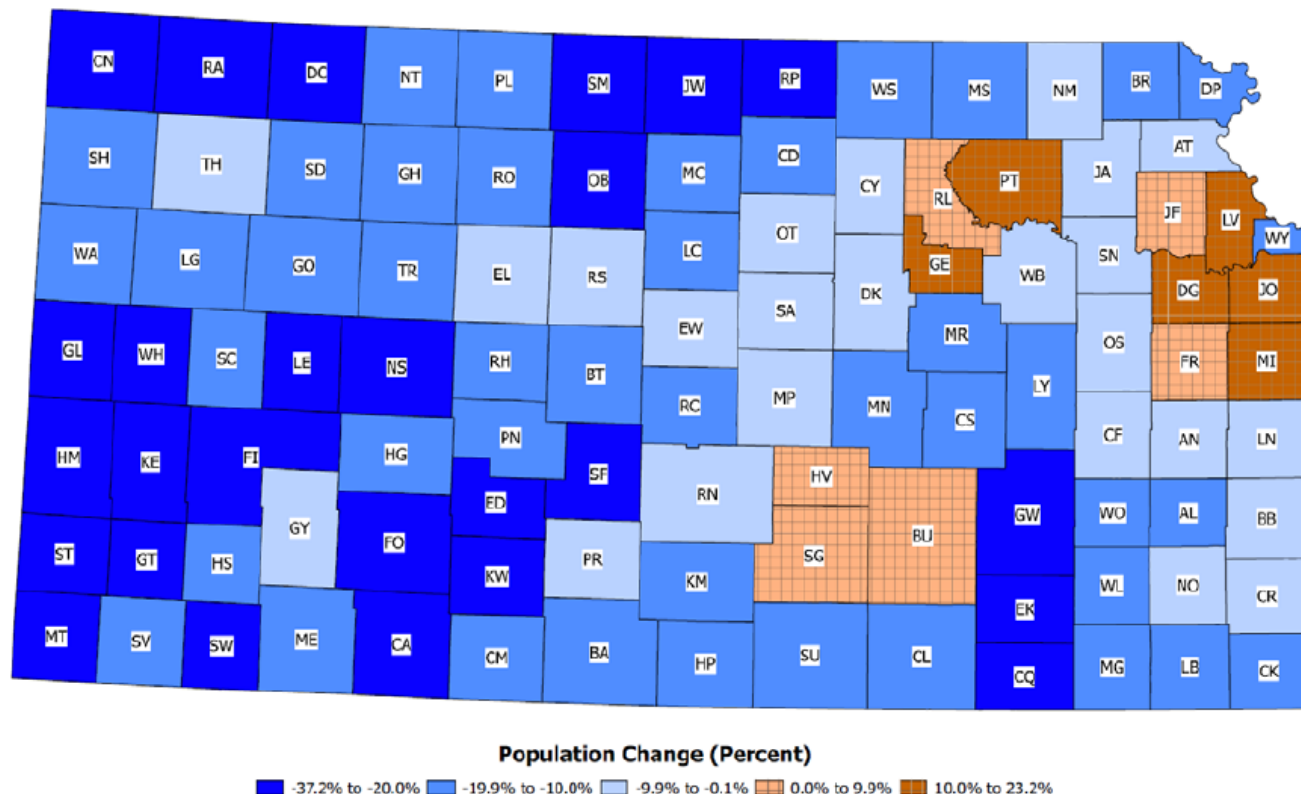 CN RA DC NT PL SM JW RP WS MS NM BR DP
SH TH SD GH RO OB MC CD CY RL PT JA AT
WA LG GO TR EL RS LC OT DK GE WB SN JF LV WY
GL WH SC LE NS RH BT EW SA MR LY OS DG JO
HM KE FI HG PN RC MP MN CS CF FR MI
ST GT HS GY FO ED SF RN HV BU GW WO AL AN LN
MT SV SW ME CA KW PR KM SG EK WL NO BB
CM BA HP SU CL CQ MG LB CR CK
Population Change (Percent)
-37.2% to -20.0% -19.9% to -10.0% -9.9% to -0.1% 0.0% to 9.9% 10.0% to 23.2%